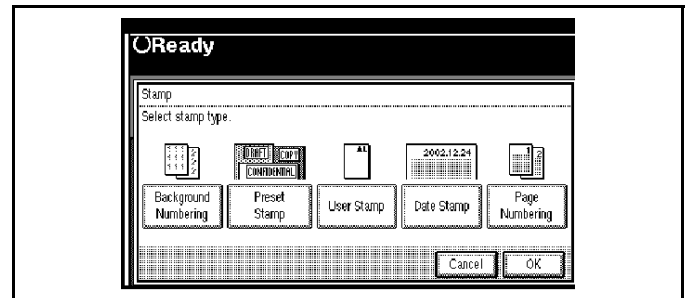 Ready
Stamp
Select stamp type.
DRAFT COPY
CONFIDENTIAL
2002.12.24
Background Numbering
Preset Stamp
User Stamp
Date Stamp
Page Numbering
Cancel OK